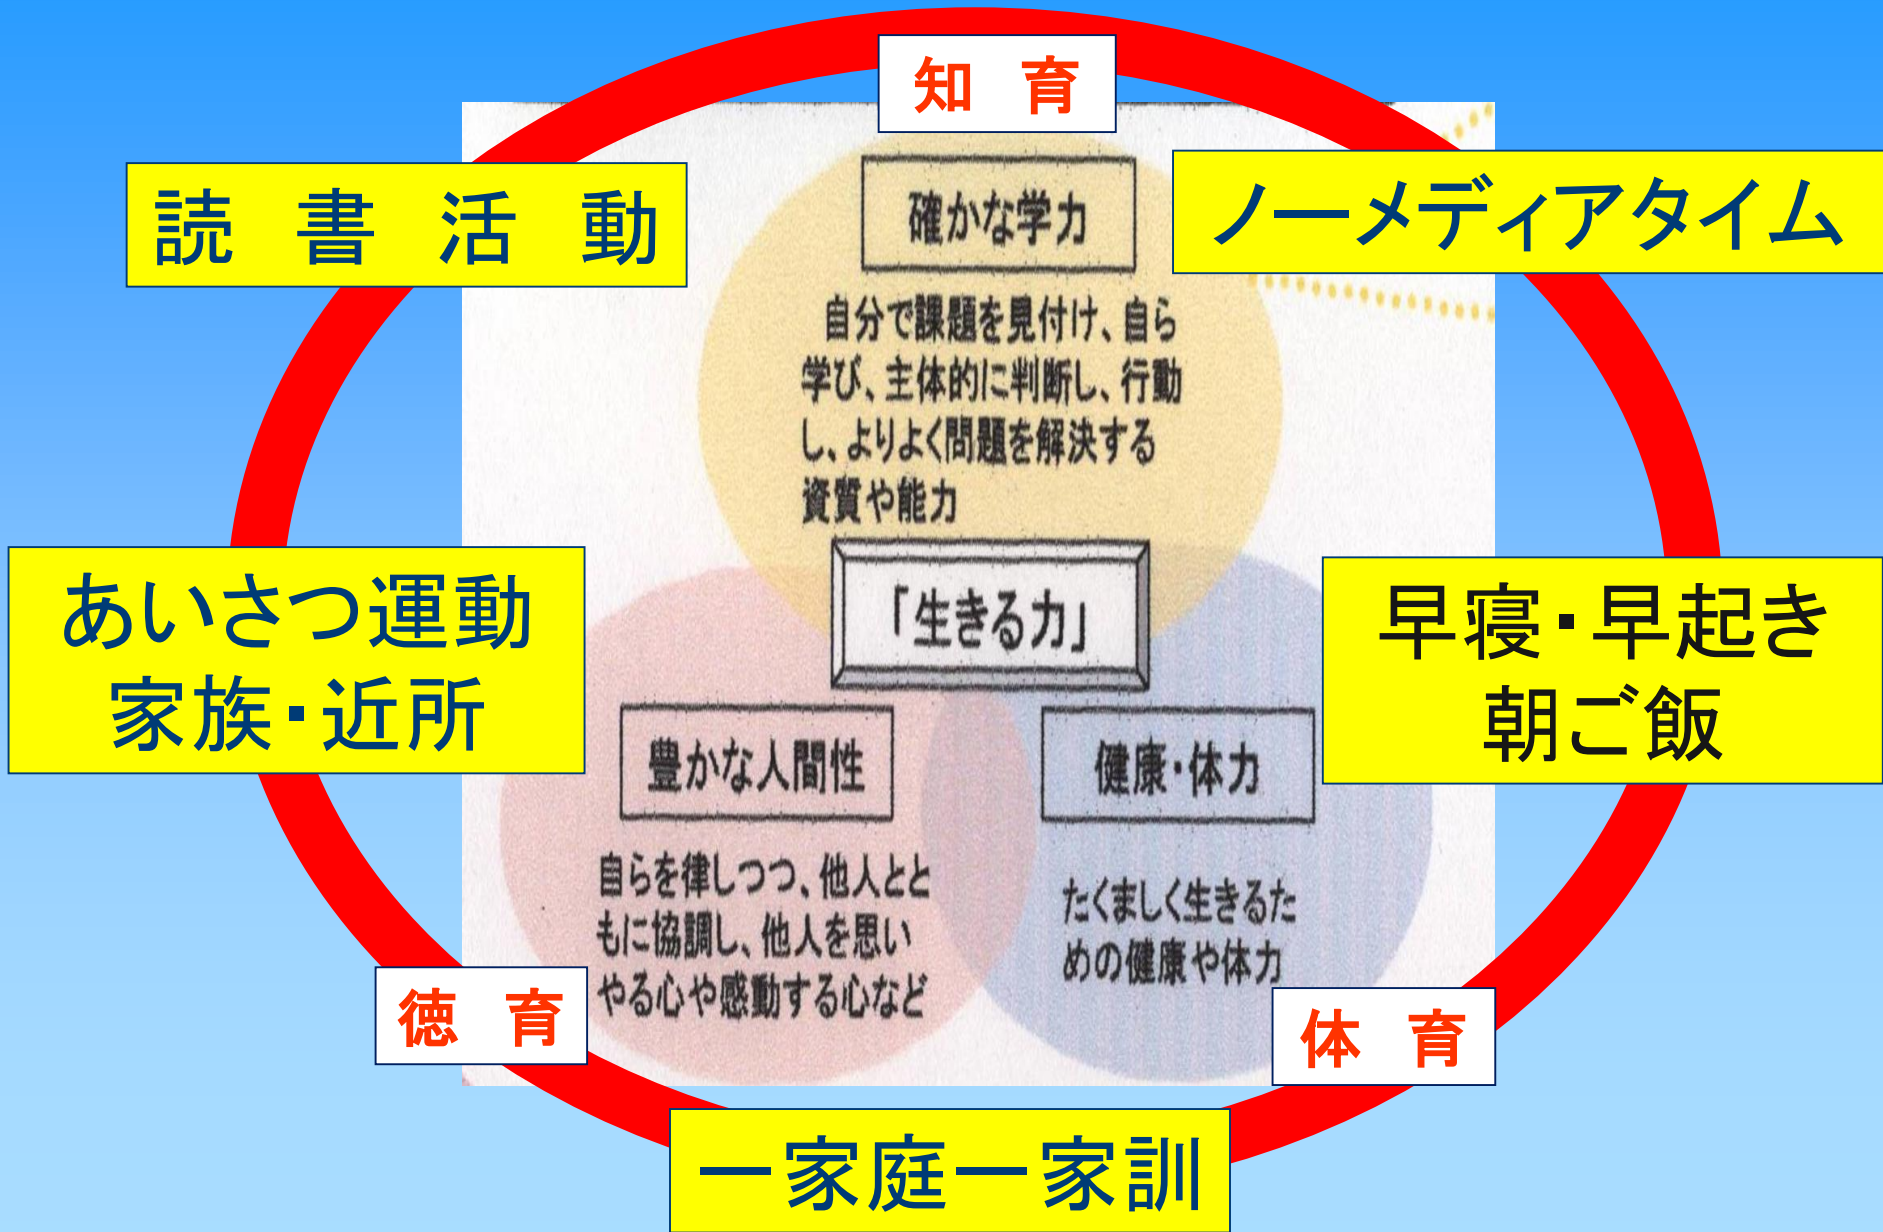 知 育
読 書 活 動
ノーメディアタイム
確かな学力
自分で課題を見付け、自ら
学び、主体的に判断し、行動
し、よりよく問題を解決する
資質や能力
「生きる力」
あいさつ運動
家族・近所
早寝・早起き
朝ご飯
豊かな人間性
自らを律しつつ、他人とと
もに協調し、他人を思い
やる心や感動する心など
健康・体力
たくましく生きるた
めの健康や体力
徳 育
体 育
一家庭一家訓